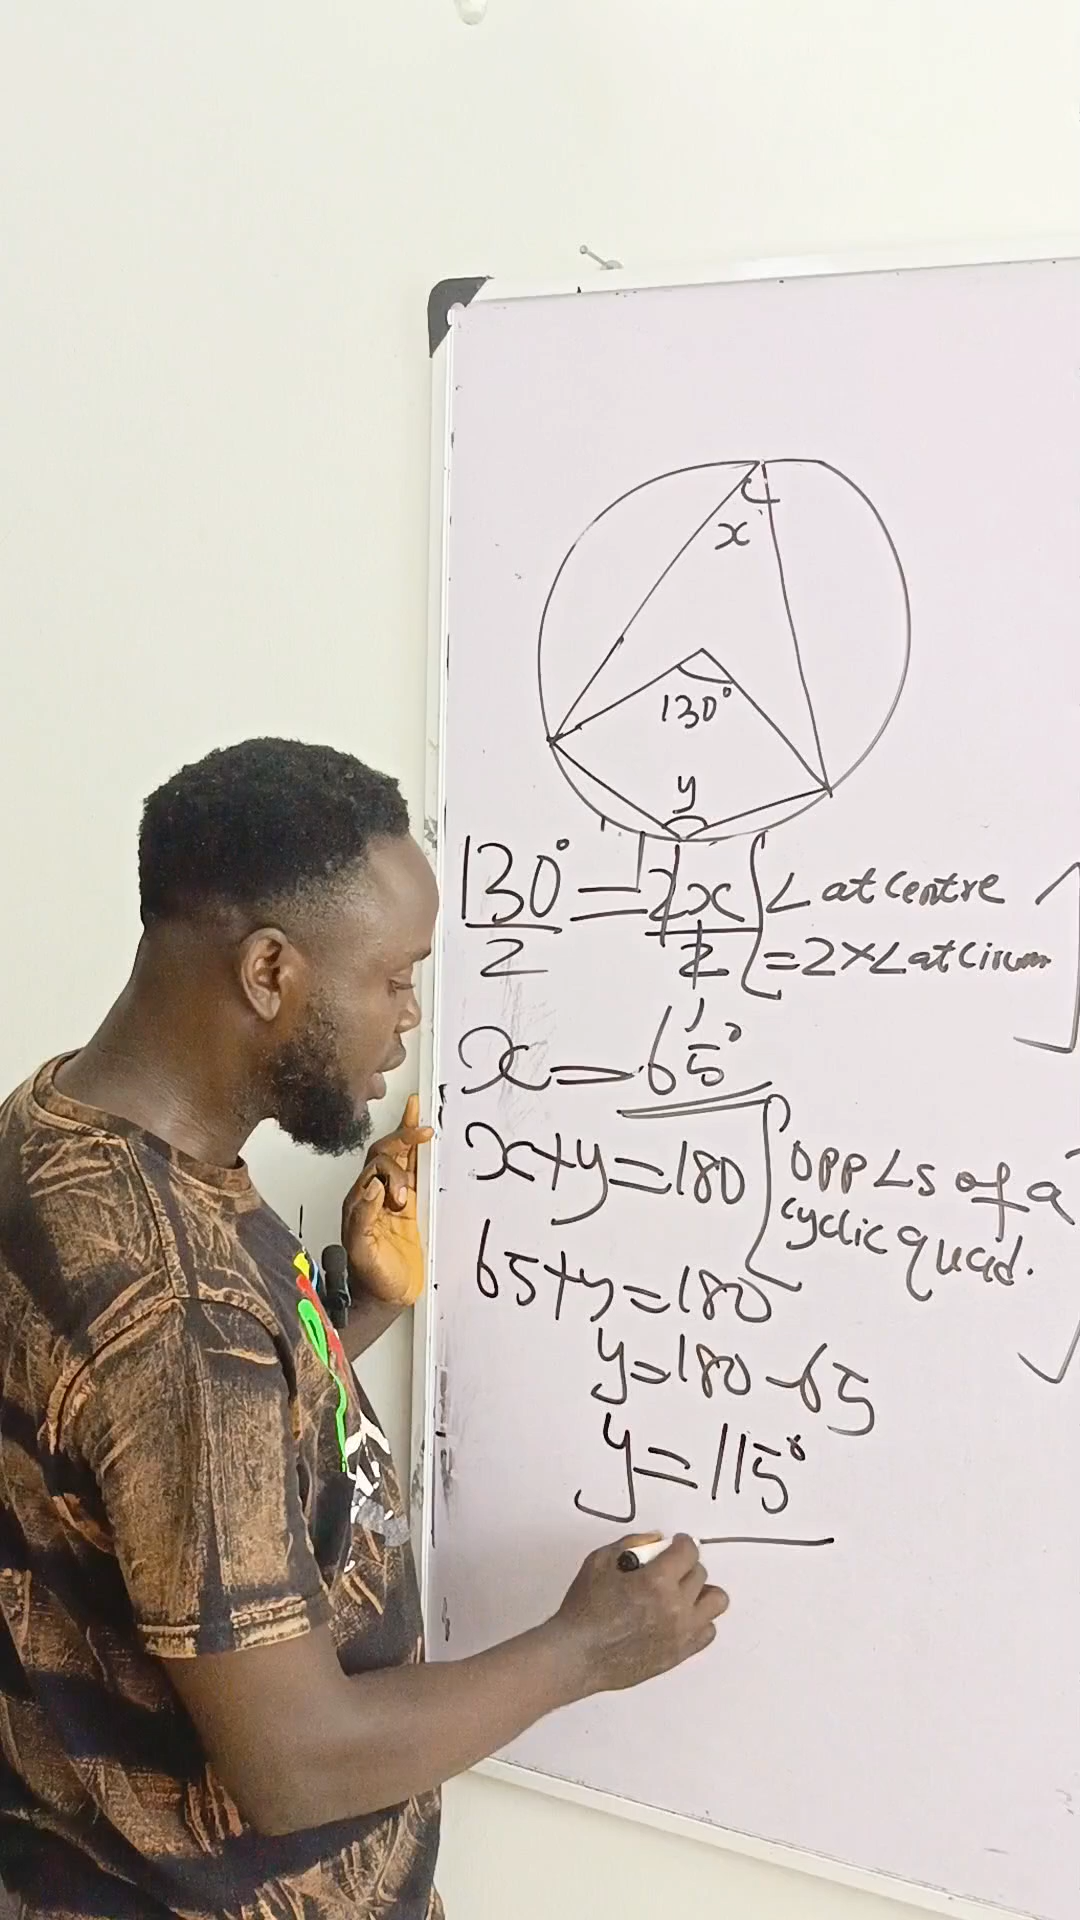 x
130°
y
130° = 2x ∠ at centre
2 2 = 2×∠ at Circum
x = 65°
x+y=180 opp ∠s of a
cyclic quad.
65+y=180
y=180-65
y=115°